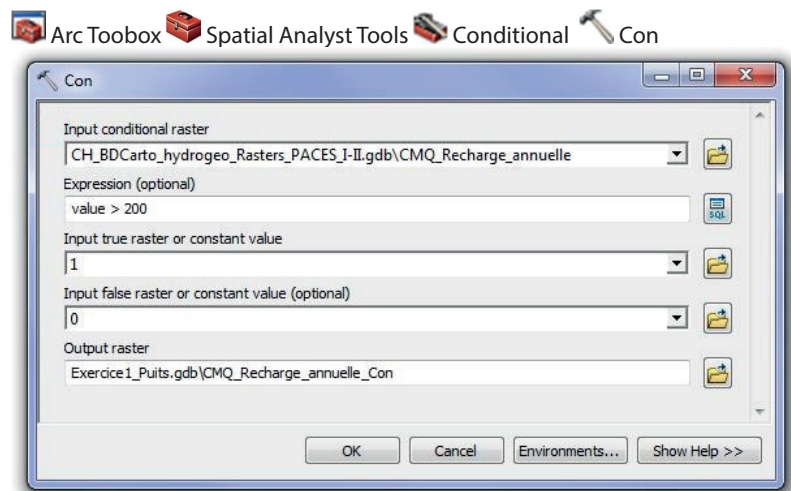 Arc Toobox Spatial Analyst Tools Conditional Con
Con
Input conditional raster
CH_BDCarto_hydrogeo_Rasters_PACES_I-II.gdb\CMQ_Recharge_annuelle
Expression (optional)
value > 200
SQL
Input true raster or constant value
1
Input false raster or constant value (optional)
0
Output raster
Exercice1_Puits.gdb\CMQ_Recharge_annuelle_Con
OK Cancel Environments... Show Help >>